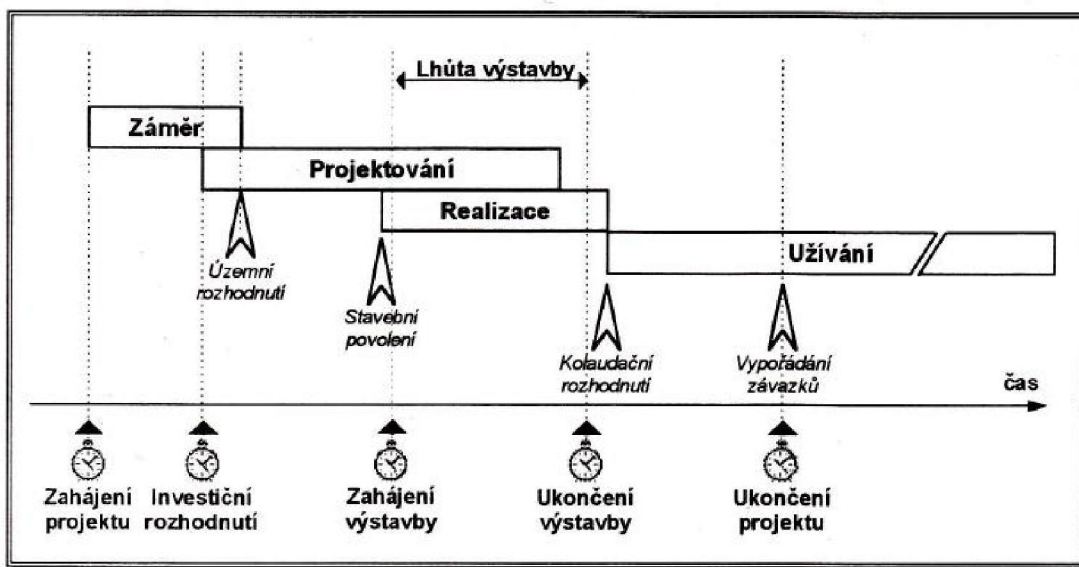 Lhůta výstavby
Záměr
Projektování
Realizace
Užívání
Územní
rozhodnutí
Stavební
povolení
Kolaudační
rozhodnutí
Vypořádání
závazků
čas
Zahájení
projektu
Investiční
rozhodnutí
Zahájení
výstavby
Ukončení
výstavby
Ukončení
projektu